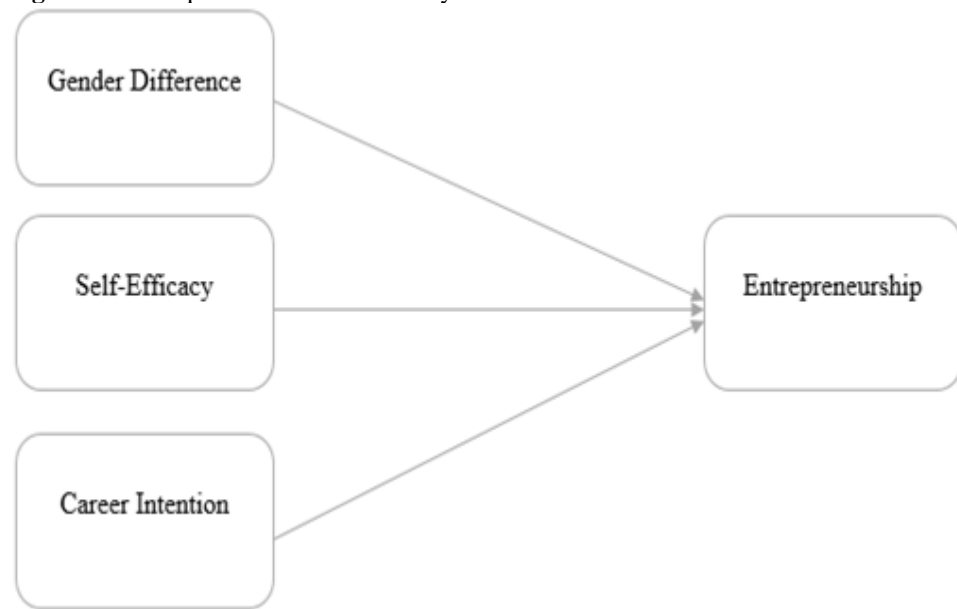 Gender Difference
Self-Efficacy
Entrepreneurship
Career Intention